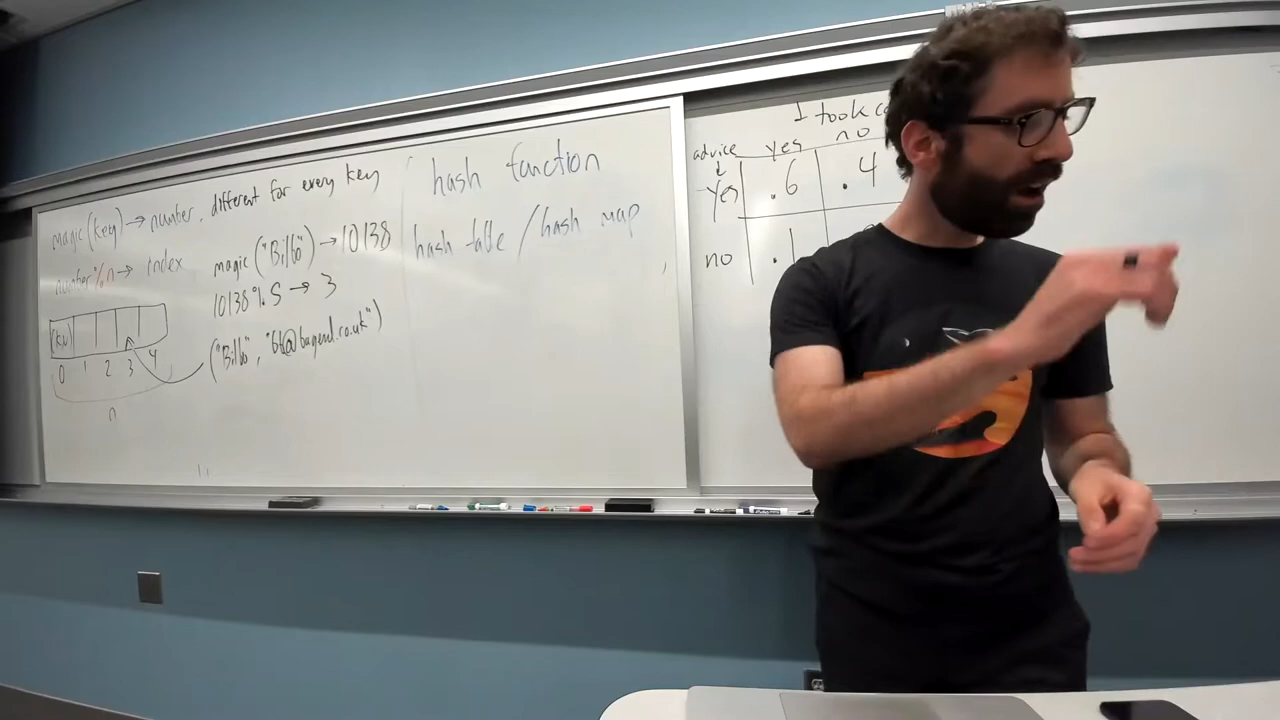 magic(key) → number, different for every key
number % n → index
(k,v)
0 1 2 3 4
n
magic("Bilbo") → 10138
10138 % 5 → 3
("Bilbo", "bb@bagend.co.uk")
hash function
hash table / hash map
I took
advice yes no
yes .6 .4
no .1